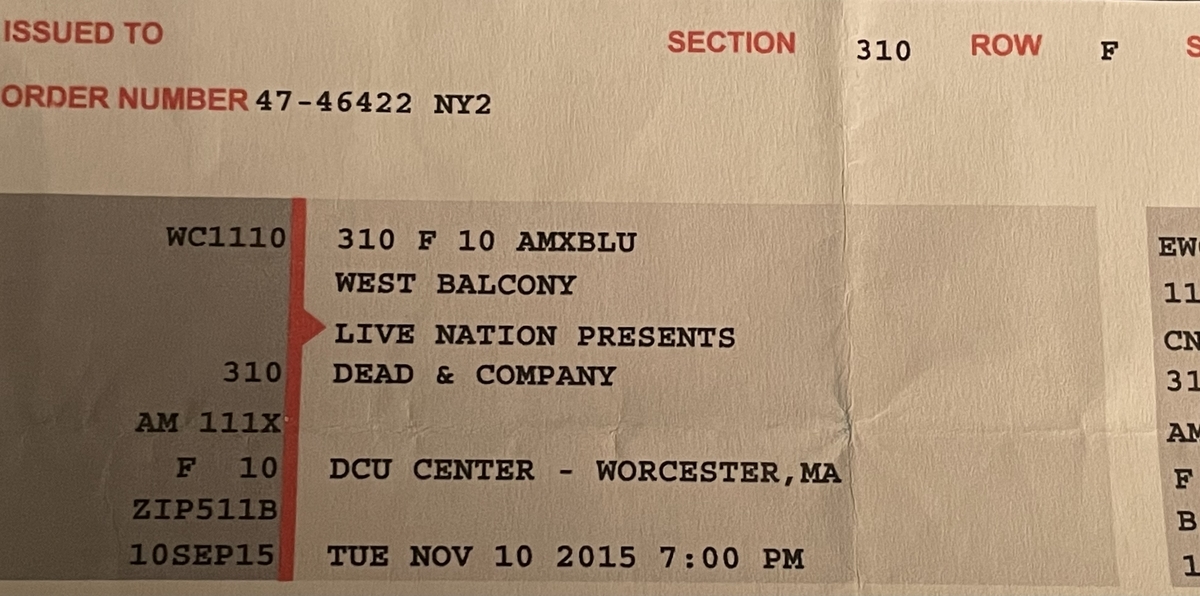 ISSUED TO SECTION 310 ROW F
ORDER NUMBER 47-46422 NY2
WC1110
310
AM 111X
F 10
ZIP511B
10SEP15
310 F 10 AMXBLU
WEST BALCONY
LIVE NATION PRESENTS
DEAD & COMPANY
DCU CENTER - WORCESTER,MA
TUE NOV 10 2015 7:00 PM
F
B